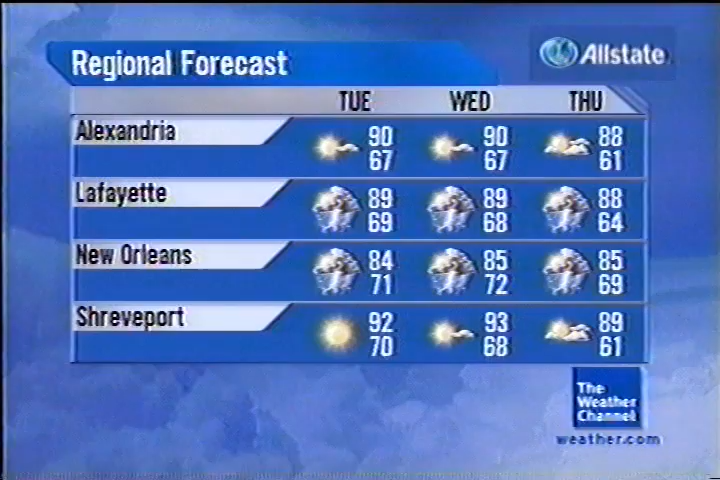 Regional Forecast
Allstate
TUE WED THU
Alexandria 90 67 90 67 88 61
Lafayette 89 69 89 68 88 64
New Orleans 84 71 85 72 85 69
Shreveport 92 70 93 68 89 61
The
Weather
Channel
weather.com